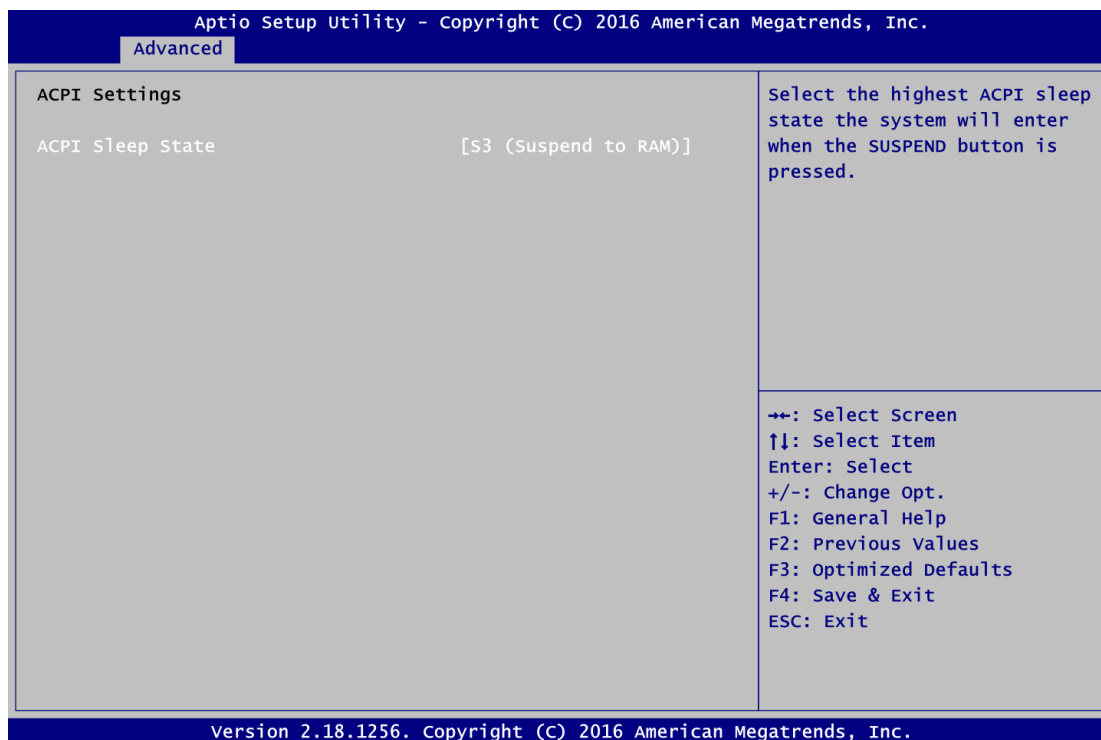 Aptio Setup Utility - Copyright (C) 2016 American Megatrends, Inc.
Advanced
ACPI Settings
ACPI Sleep State [S3 (Suspend to RAM)]
Select the highest ACPI sleep
state the system will enter
when the SUSPEND button is
pressed.
→←: Select Screen
↑↓: Select Item
Enter: Select
+/-: Change Opt.
F1: General Help
F2: Previous Values
F3: Optimized Defaults
F4: Save & Exit
ESC: Exit
Version 2.18.1256. Copyright (C) 2016 American Megatrends, Inc.